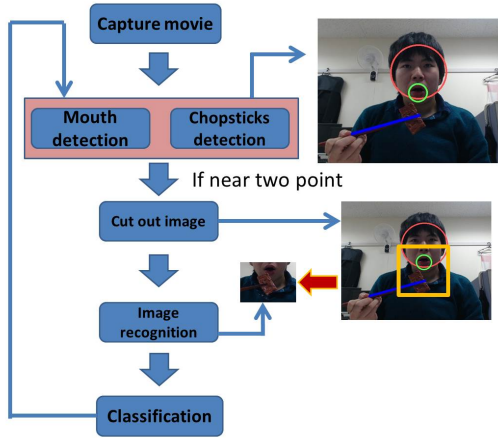 Capture movie
Mouth
detection
Chopsticks
detection
If near two point
Cut out image
Image
recognition
Classification